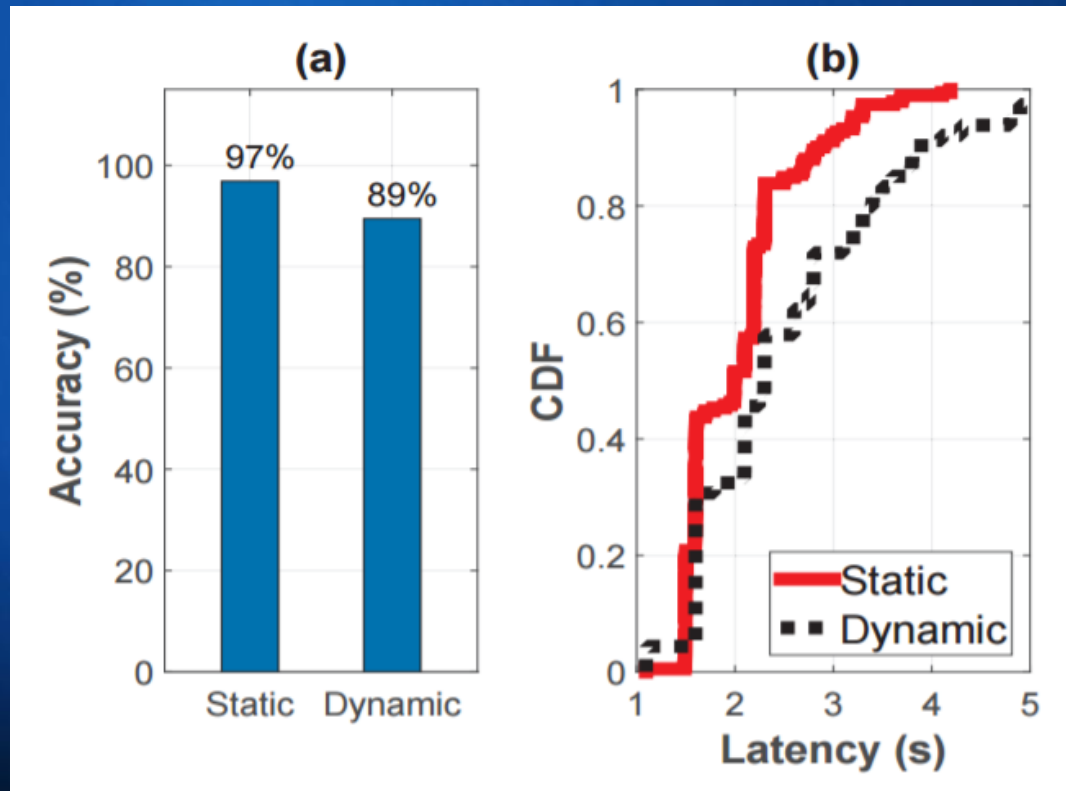 (a)
97%
89%
100
80
60
40
20
0
Accuracy (%)
Static Dynamic
(b)
1
0.8
0.6
0.4
0.2
0
CDF
Static
Dynamic
1 2 3 4 5
Latency (s)